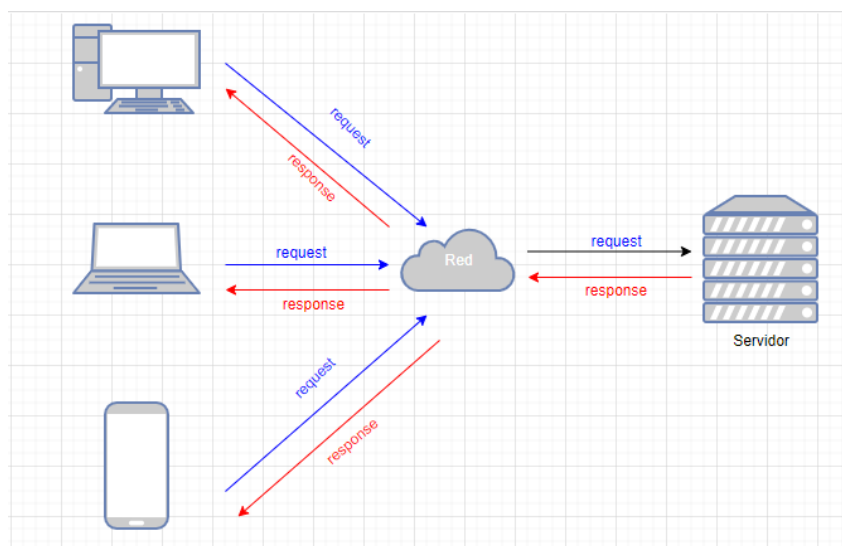 request
response
request
response
Red
request
response
Servidor
request
response